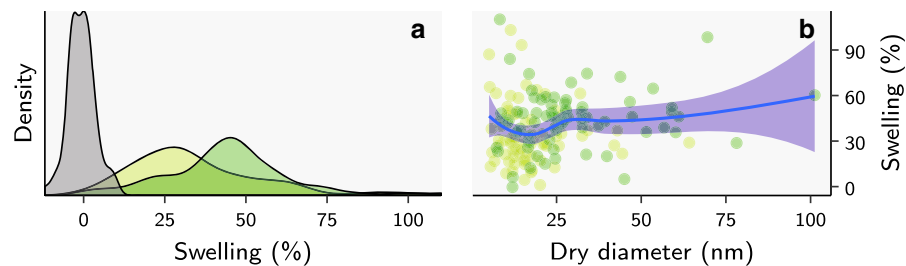 a
Density
0 25 50 75 100
Swelling (%)
b
90
60
30
0
Swelling (%)
25 50 75 100
Dry diameter (nm)